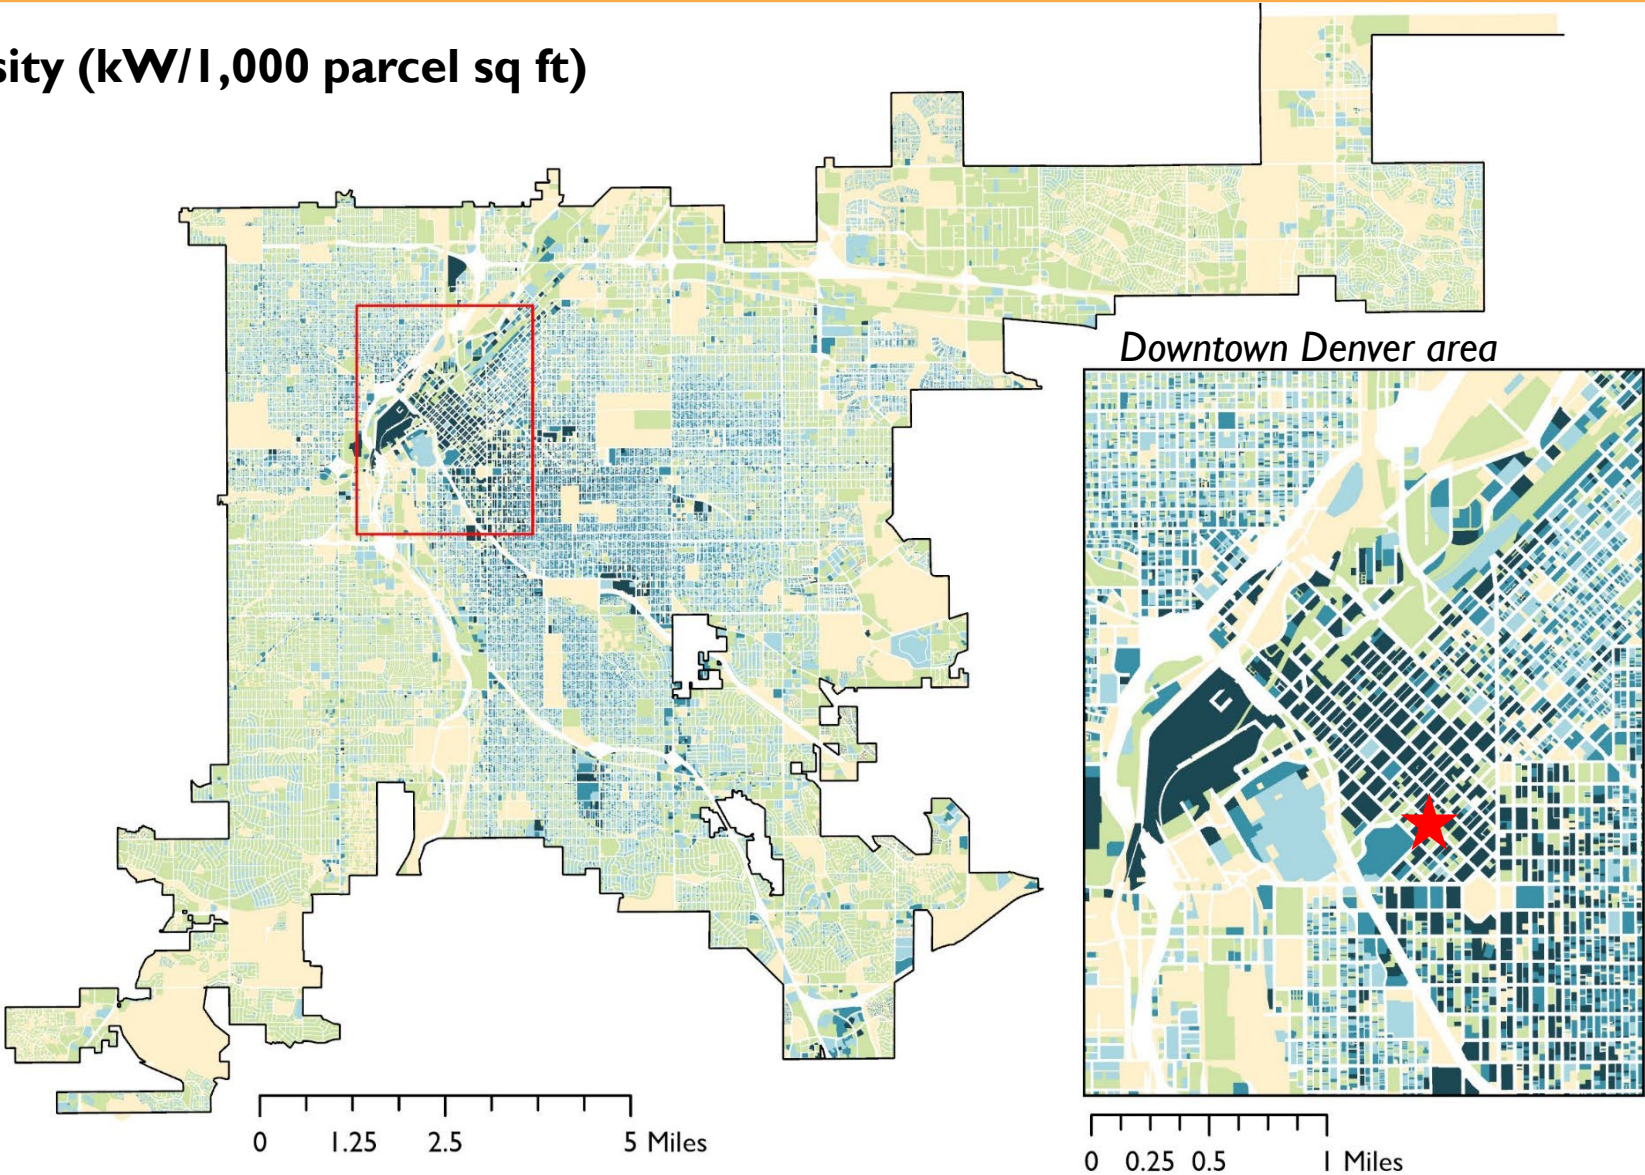 sity (kW/1,000 parcel sq ft)
Downtown Denver area
0 1.25 2.5 5 Miles
0 0.25 0.5 1 Miles